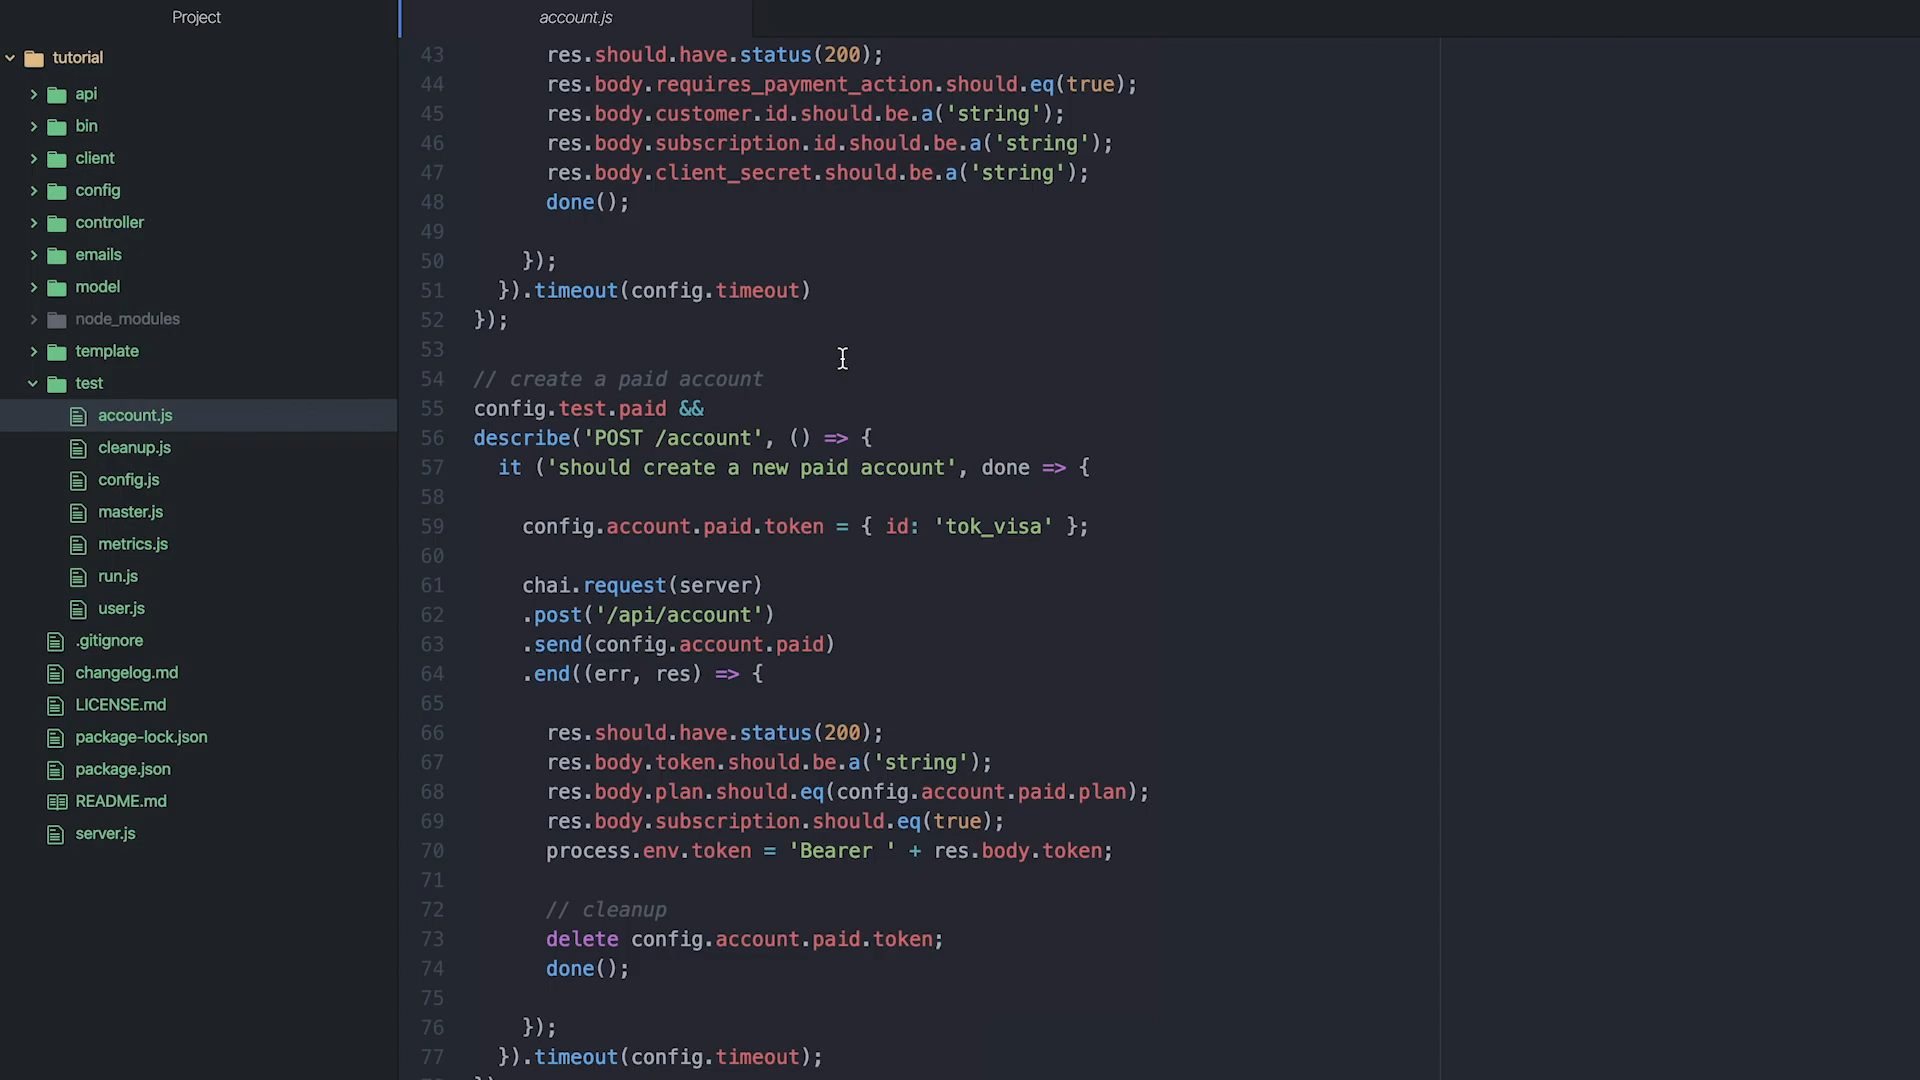 Project
tutorial
api
bin
client
config
controller
emails
model
node_modules
template
test
account.js
cleanup.js
config.js
master.js
metrics.js
run.js
user.js
.gitignore
changelog.md
LICENSE.md
package-lock.json
package.json
README.md
server.js
account.js
43 res.should.have.status(200);
44 res.body.requires_payment_action.should.eq(true);
45 res.body.customer.id.should.be.a('string');
46 res.body.subscription.id.should.be.a('string');
47 res.body.client_secret.should.be.a('string');
48 done();
49
50 });
51 }).timeout(config.timeout)
52 });
53
54 // create a paid account
55 config.test.paid &&
56 describe('POST /account', () => {
57 it ('should create a new paid account', done => {
58
59 config.account.paid.token = { id: 'tok_visa' };
60
61 chai.request(server)
62 .post('/api/account')
63 .send(config.account.paid)
64 .end((err, res) => {
65
66 res.should.have.status(200);
67 res.body.token.should.be.a('string');
68 res.body.plan.should.eq(config.account.paid.plan);
69 res.body.subscription.should.eq(true);
70 process.env.token = 'Bearer ' + res.body.token;
71
72 // cleanup
73 delete config.account.paid.token;
74 done();
75
76 });
77 }).timeout(config.timeout);